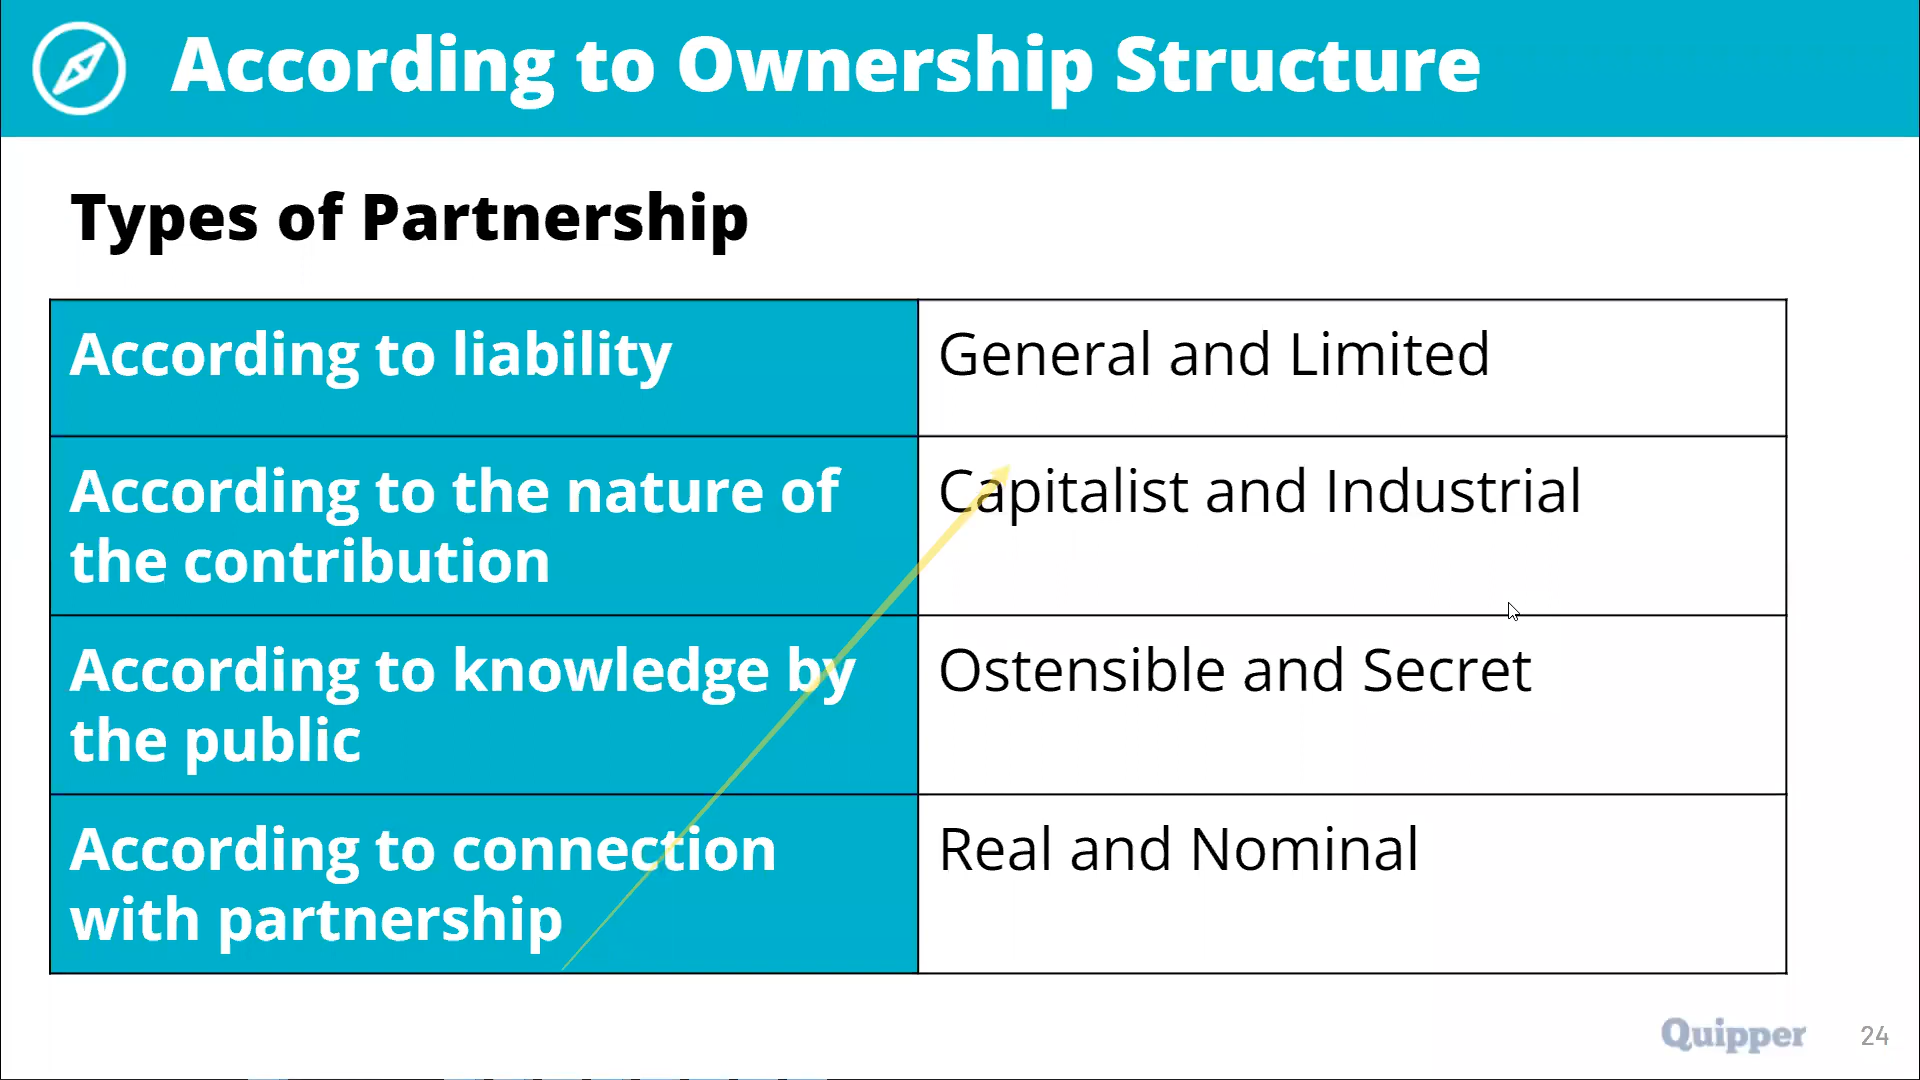 According to Ownership Structure
Types of Partnership
According to liability
General and Limited
According to the nature of
the contribution
Capitalist and Industrial
According to knowledge by
the public
Ostensible and Secret
According to connection
with partnership
Real and Nominal
Quipper
24